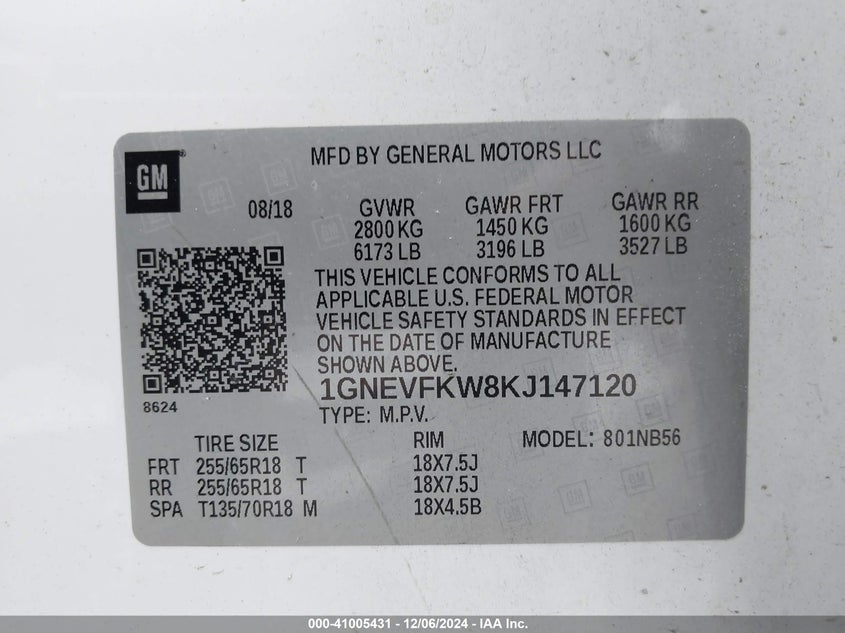 GM
MFD BY GENERAL MOTORS LLC
08/18 GVWR GAWR FRT GAWR RR
2800 KG 1450 KG 1600 KG
6173 LB 3196 LB 3527 LB
THIS VEHICLE CONFORMS TO ALL
APPLICABLE U.S. FEDERAL MOTOR
VEHICLE SAFETY STANDARDS IN EFFECT
ON THE DATE OF MANUFACTURE
SHOWN ABOVE.
1GNEVFKW8KJ147120
8624
TYPE: M.P.V.
TIRE SIZE RIM MODEL: 801NB56
FRT 255/65R18 T 18X7.5J
RR 255/65R18 T 18X7.5J
SPA T135/70R18 M 18X4.5B
000-41005431 - 12/06/2024 - IAA Inc.